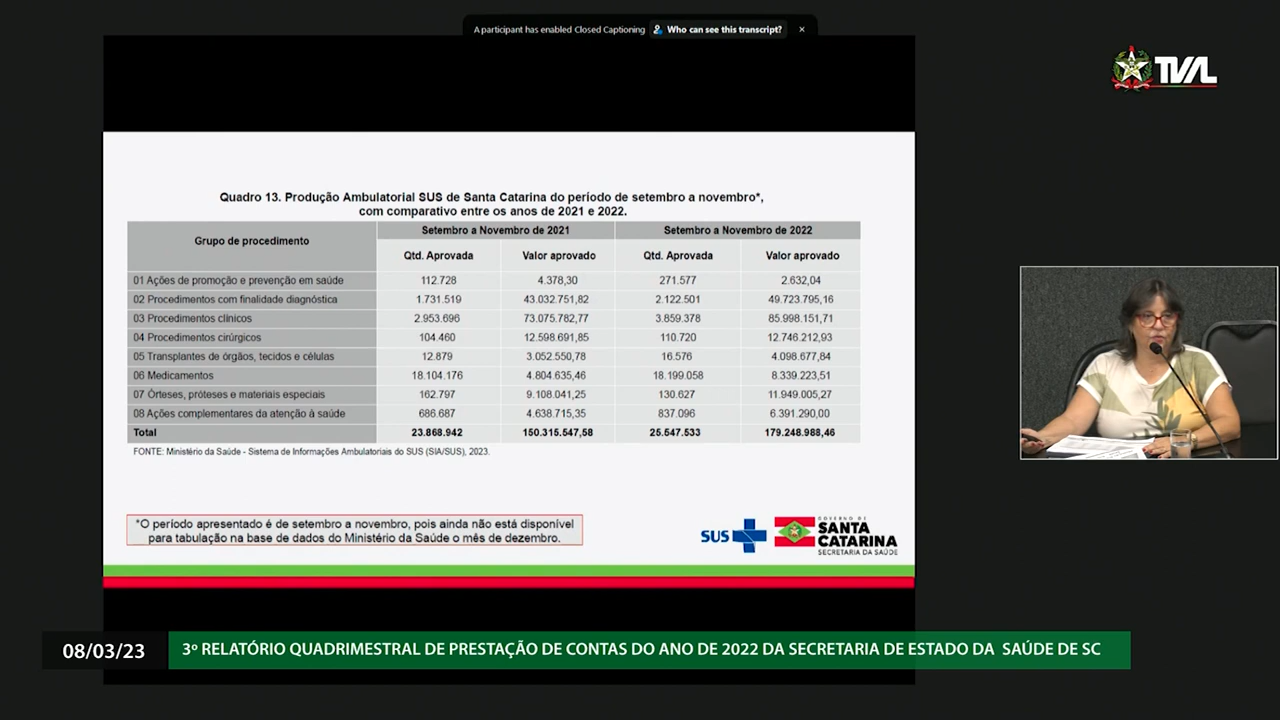 A participant has enabled Closed Captioning Who can see this transcript? ×
TVAL
Quadro 13. Produção Ambulatorial SUS de Santa Catarina do período de setembro a novembro*,
com comparativo entre os anos de 2021 e 2022.
Grupo de procedimento Setembro a Novembro de 2021 Setembro a Novembro de 2022
Qtd. Aprovada Valor aprovado Qtd. Aprovada Valor aprovado
01 Ações de promoção e prevenção em saúde 112.728 4.378,30 271.577 2.632,04
02 Procedimentos com finalidade diagnóstica 1.731.519 43.032.751,82 2.122.501 49.723.795,16
03 Procedimentos clínicos 2.953.696 73.075.782,77 3.859.378 85.998.151,71
04 Procedimentos cirúrgicos 104.460 12.598.691,85 110.720 12.746.212,93
05 Transplantes de órgãos, tecidos e células 12.879 3.052.550,78 16.576 4.098.677,84
06 Medicamentos 18.104.176 4.804.635,46 18.199.058 8.339.223,51
07 Órteses, próteses e materiais especiais 162.797 9.108.041,25 130.627 11.949.005,27
08 Ações complementares da atenção à saúde 686.687 4.638.715,35 837.096 6.391.290,00
Total 23.868.942 150.315.547,58 25.547.533 179.248.988,46
FONTE: Ministério da Saúde - Sistema de Informações Ambulatoriais do SUS (SIA/SUS), 2023.
*O período apresentado é de setembro a novembro, pois ainda não está disponível
para tabulação na base de dados do Ministério da Saúde o mês de dezembro.
SUS
GOVERNO DE
SANTA
CATARINA
SECRETARIA DA SAÚDE
08/03/23 3º RELATÓRIO QUADRIMESTRAL DE PRESTAÇÃO DE CONTAS DO ANO DE 2022 DA SECRETARIA DE ESTADO DA SAÚDE DE SC